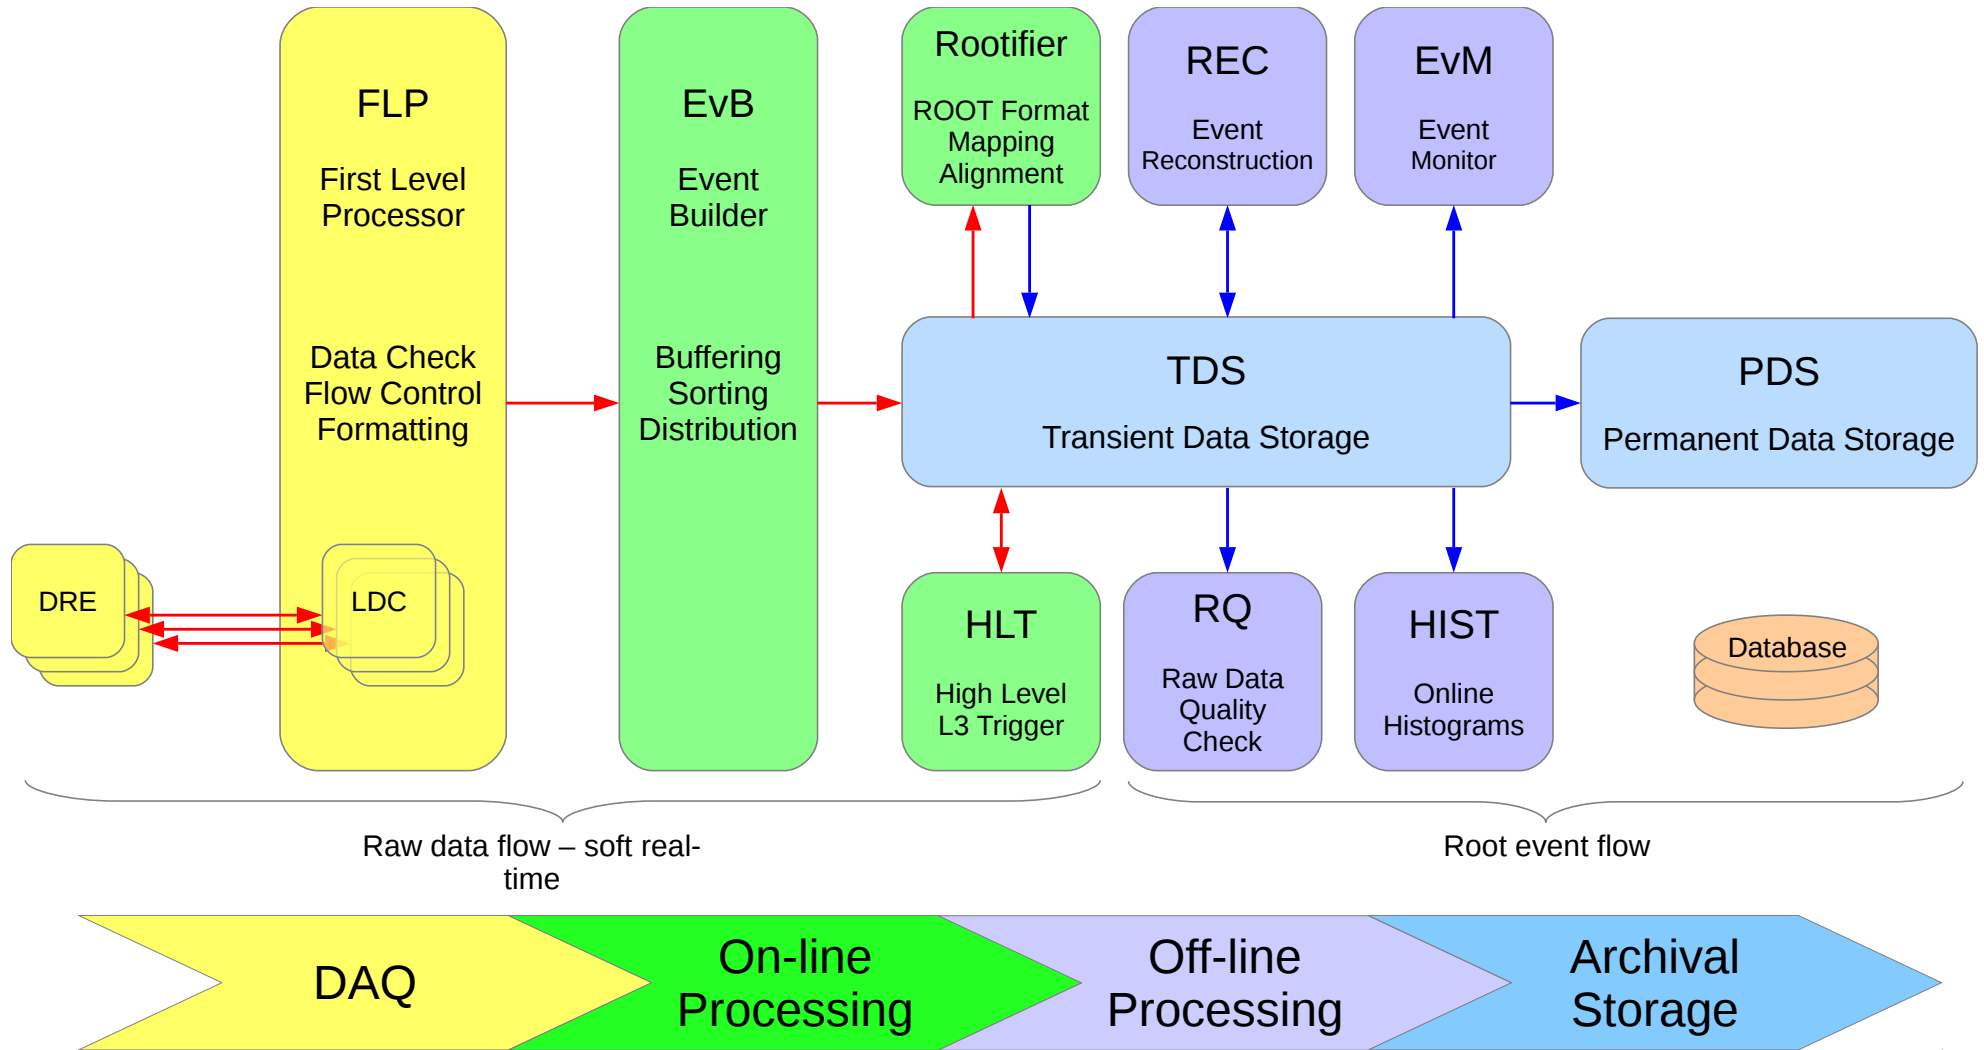 FLP
First Level
Processor
Data Check
Flow Control
Formatting
DRE
LDC
EvB
Event
Builder
Buffering
Sorting
Distribution
Rootifier
ROOT Format
Mapping
Alignment
REC
Event
Reconstruction
EvM
Event
Monitor
TDS
Transient Data Storage
PDS
Permanent Data Storage
HLT
High Level
L3 Trigger
RQ
Raw Data
Quality
Check
HIST
Online
Histograms
Database
Raw data flow – soft real-
time
Root event flow
DAQ
On-line
Processing
Off-line
Processing
Archival
Storage